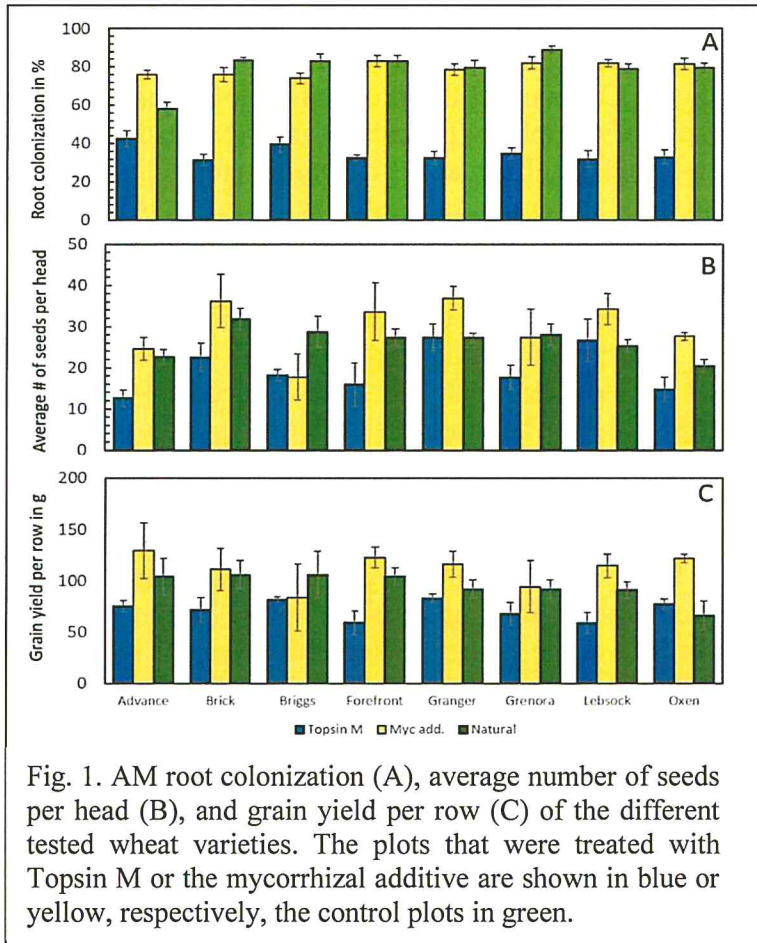 A
Root colonization in %
100
80
60
40
20
0
B
Average # of seeds per head
50
40
30
20
10
0
C
Grain yield per row in g
200
150
100
50
0
Advance Brick Briggs Forefront Granger Grenora Lebsock Oxen
Topsin M Myc add. Natural
Fig. 1. AM root colonization (A), average number of seeds
per head (B), and grain yield per row (C) of the different
tested wheat varieties. The plots that were treated with
Topsin M or the mycorrhizal additive are shown in blue or
yellow, respectively, the control plots in green.